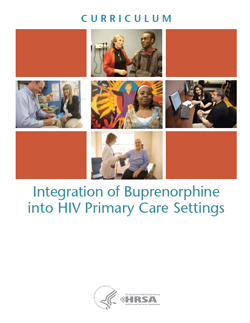 CURRICULUM
Integration of Buprenorphine
into HIV Primary Care Settings
HRSA